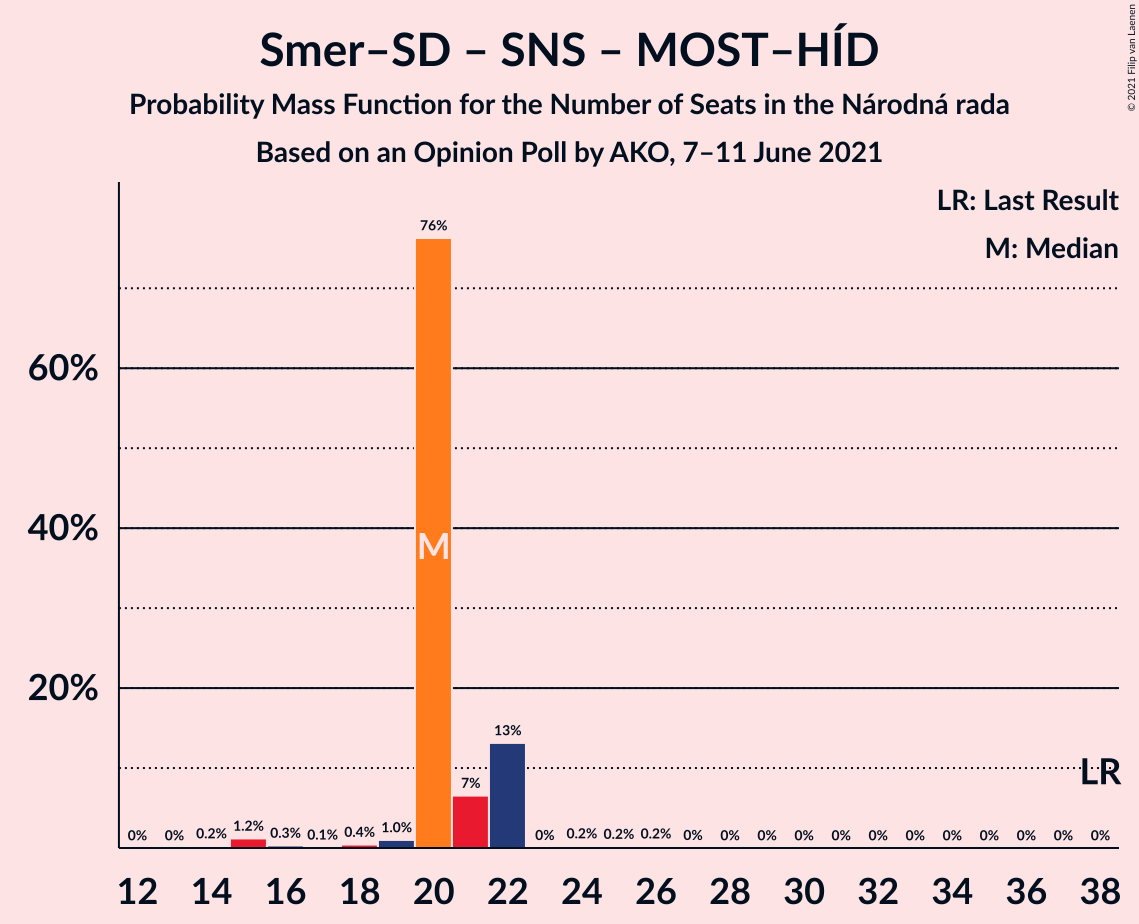 Smer–SD – SNS – MOST–HÍD
Probability Mass Function for the Number of Seats in the Národná rada
Based on an Opinion Poll by AKO, 7–11 June 2021
© 2021 Filip van Laenen
LR: Last Result
M: Median
60%
40%
20%
0% 0% 0.2% 1.2% 0.3% 0.1% 0.4% 1.0% 76% 7% 13% 0% 0.2% 0.2% 0.2% 0% 0% 0% 0% 0% 0% 0% 0% 0% 0% 0% 0%
M
LR
12 14 16 18 20 22 24 26 28 30 32 34 36 38